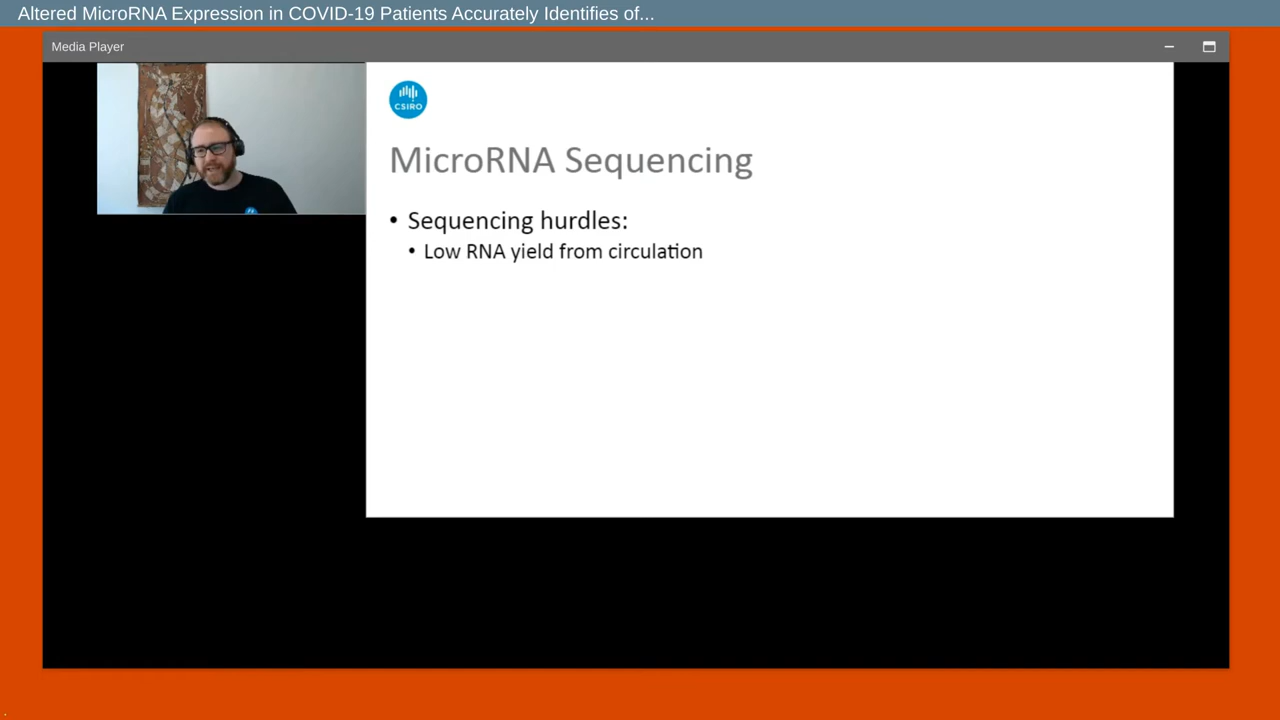 Altered MicroRNA Expression in COVID-19 Patients Accurately Identifies of...
Media Player
CSIRO
MicroRNA Sequencing
• Sequencing hurdles:
• Low RNA yield from circulation